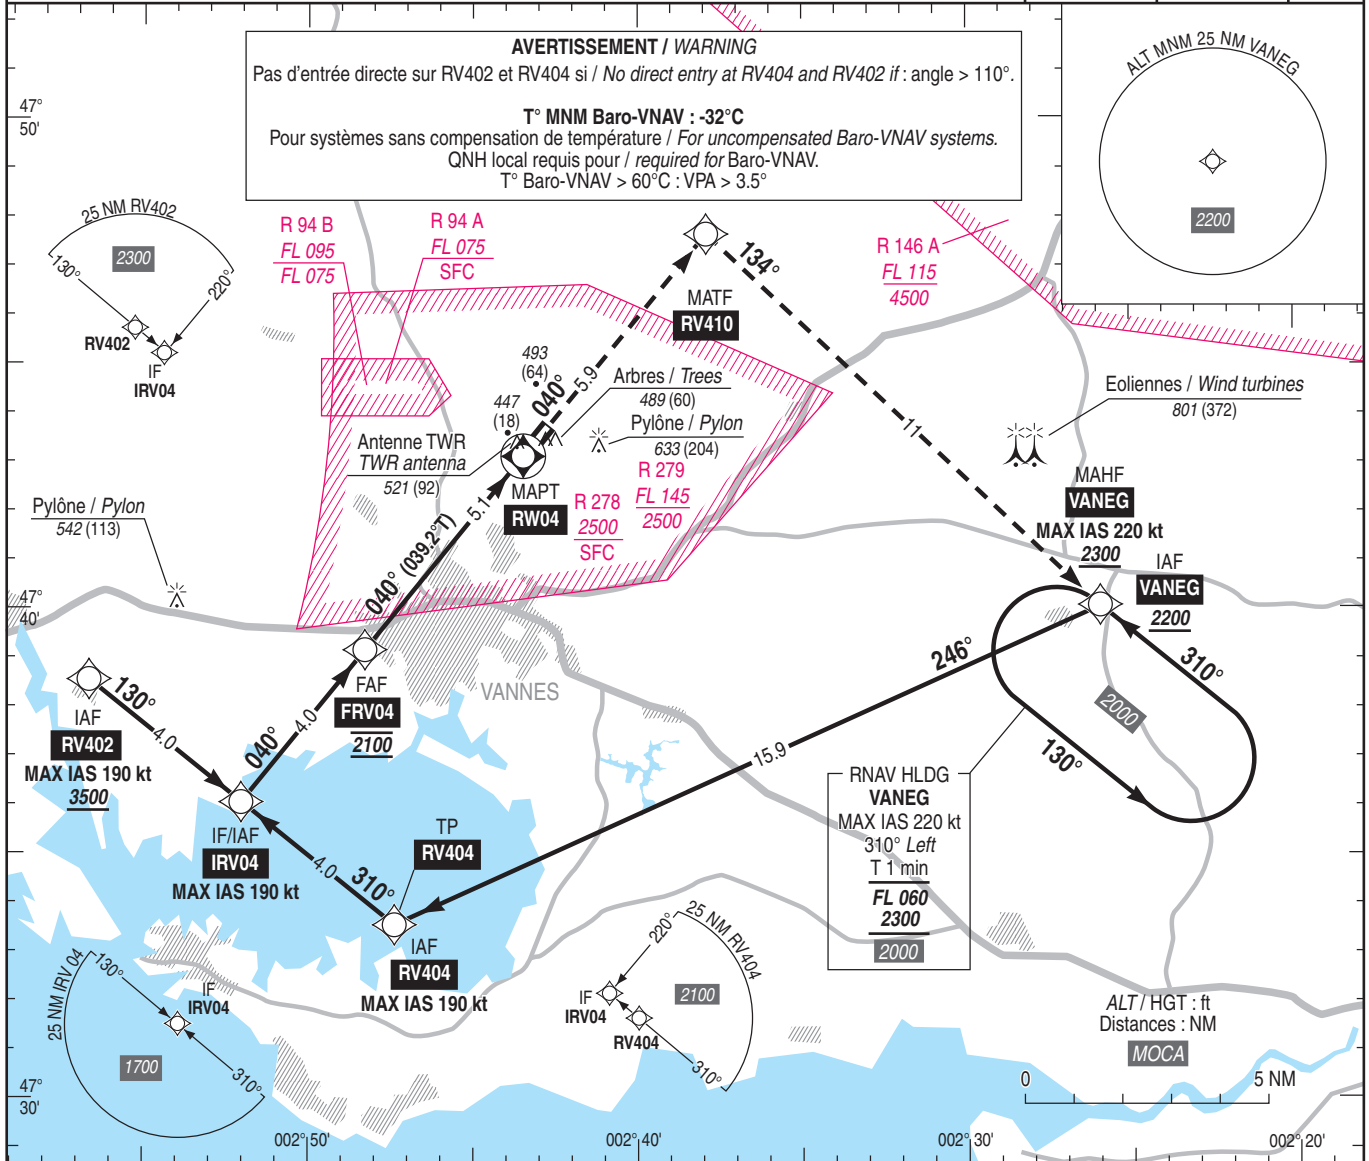 AVERTISSEMENT / WARNING
Pas d'entrée directe sur RV402 et RV404 si / No direct entry at RV404 and RV402 if : angle > 110°.
T° MNM Baro-VNAV : -32°C
Pour systèmes sans compensation de température / For uncompensated Baro-VNAV systems.
QNH local requis pour / required for Baro-VNAV.
T° Baro-VNAV > 60°C : VPA > 3.5°
ALT MNM 25 NM VANEG
2200
47°
50'
25 NM RV402
2300
130°
220°
RV402
IF
IRV04
R 94 B
FL 095
FL 075
R 94 A
FL 075
SFC
R 146 A
FL 115
4500
134°
MATF
RV410
493
(64)
040°
5.9
447
(18)
Arbres / Trees
489 (60)
Pylône / Pylon
633 (204)
Antenne TWR
TWR antenna
521 (92)
11
Eoliennes / Wind turbines
801 (372)
MAPT
RW04
5.1
R 278
2500
SFC
R 279
FL 145
2500
MAHF
VANEG
MAX IAS 220 kt
2300
IAF
VANEG
2200
Pylône / Pylon
542 (113)
040° (039.2°T)
47°
40'
246°
310°
2000
130°
VANNES
FAF
FRV04
2100
130°
4.0
IAF
RV402
MAX IAS 190 kt
3500
040°
4.0
15.9
RNAV HLDG
VANEG
MAX IAS 220 kt
310° Left
T 1 min
FL 060
2300
2000
IF/IAF
IRV04
MAX IAS 190 kt
TP
RV404
4.0
310°
IAF
RV404
MAX IAS 190 kt
25 NM IRV 04
130°
IF
IRV04
1700
310°
25 NM RV404
220°
IF
IRV04
2100
RV404
310°
ALT / HGT : ft
Distances : NM
MOCA
0
5 NM
47°
30'
002° 50'
002° 40'
002° 30'
002° 20'